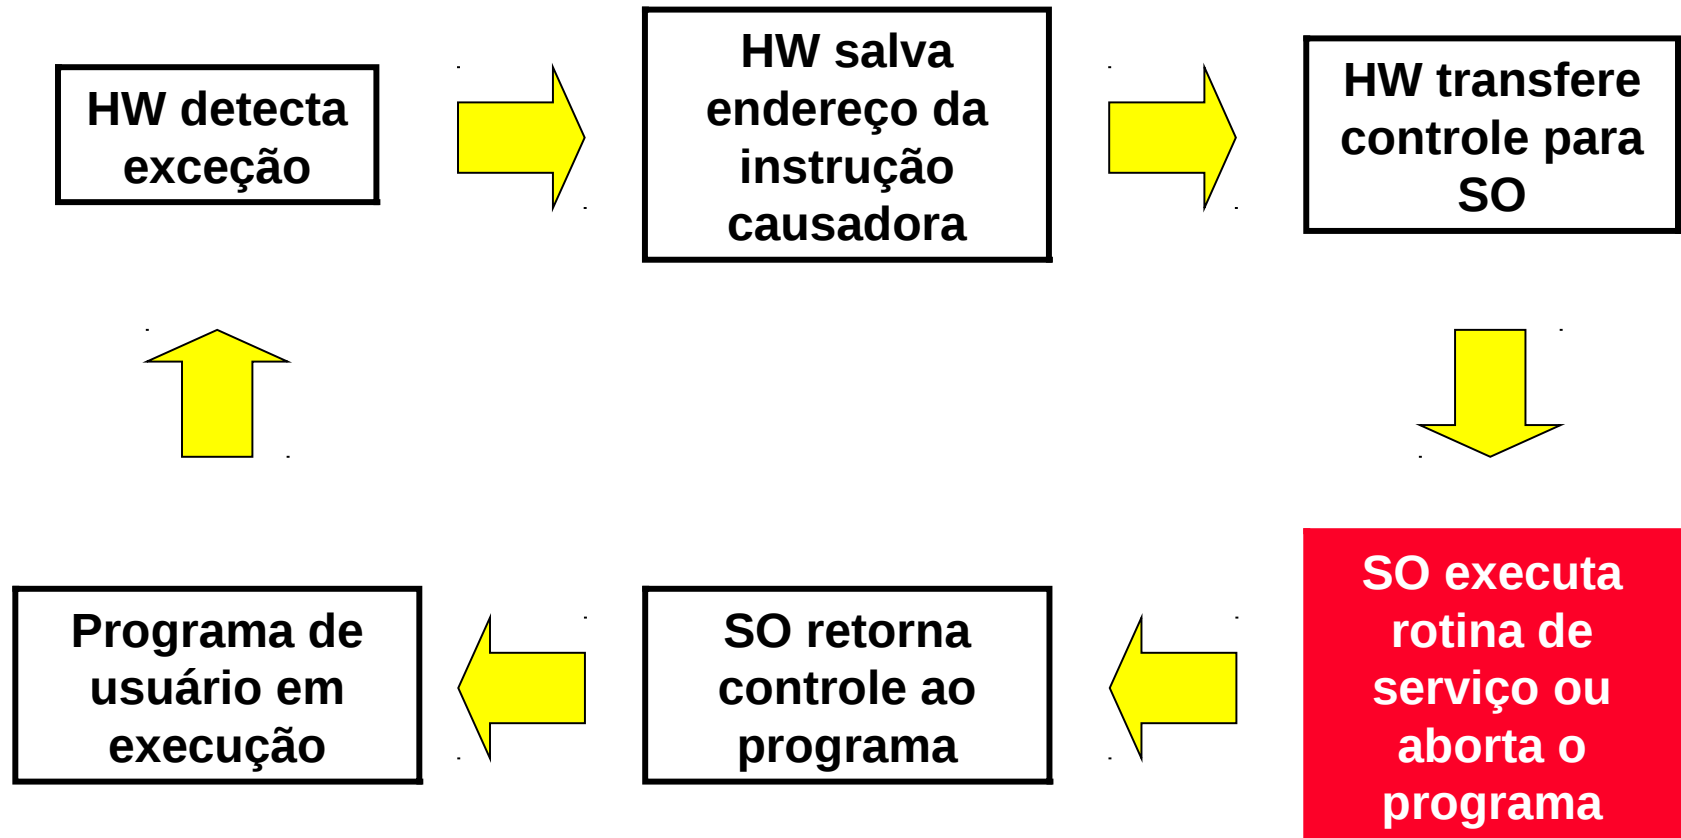 HW detecta
exceção
HW salva
endereço da
instrução
causadora
HW transfere
controle para
SO
Programa de
usuário em
execução
SO retorna
controle ao
programa
SO executa
rotina de
serviço ou
aborta o
programa